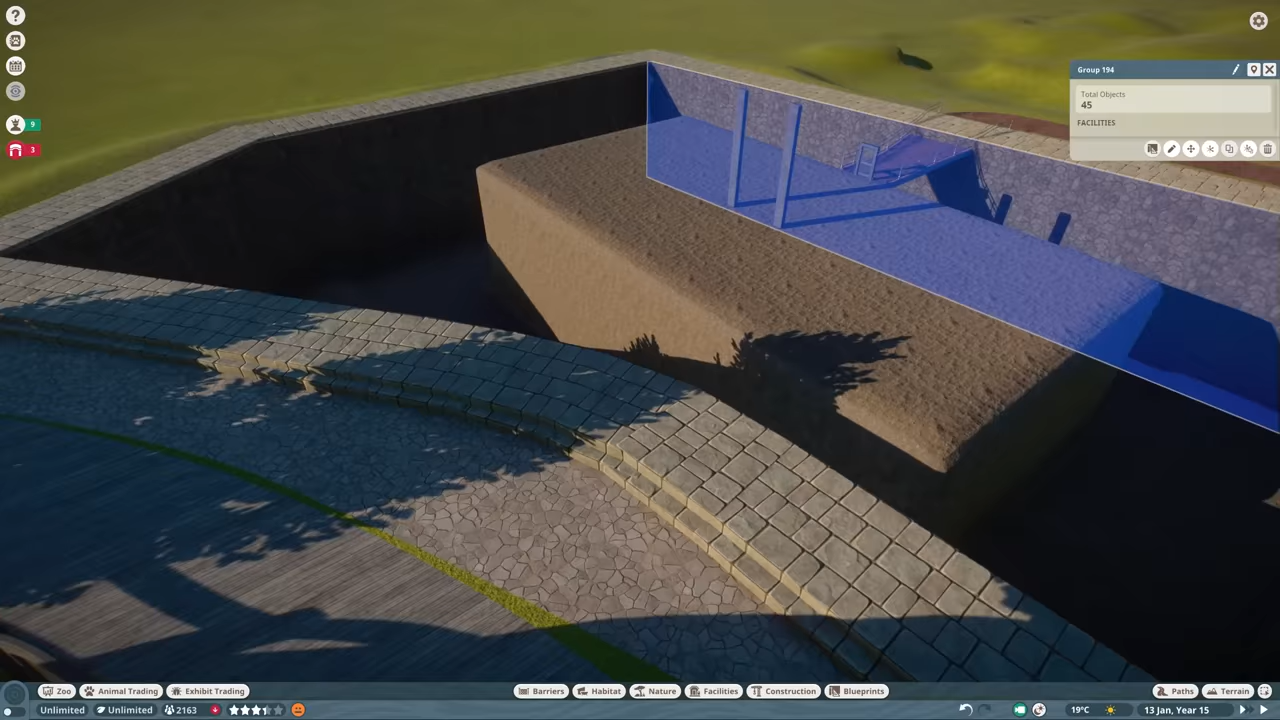 ?
9
3
Group 194
Total Objects
45
FACILITIES
Zoo
Animal Trading
Exhibit Trading
Barriers
Habitat
Nature
Facilities
Construction
Blueprints
Paths
Terrain
Unlimited
Unlimited
2163
19°C
13 Jan, Year 15